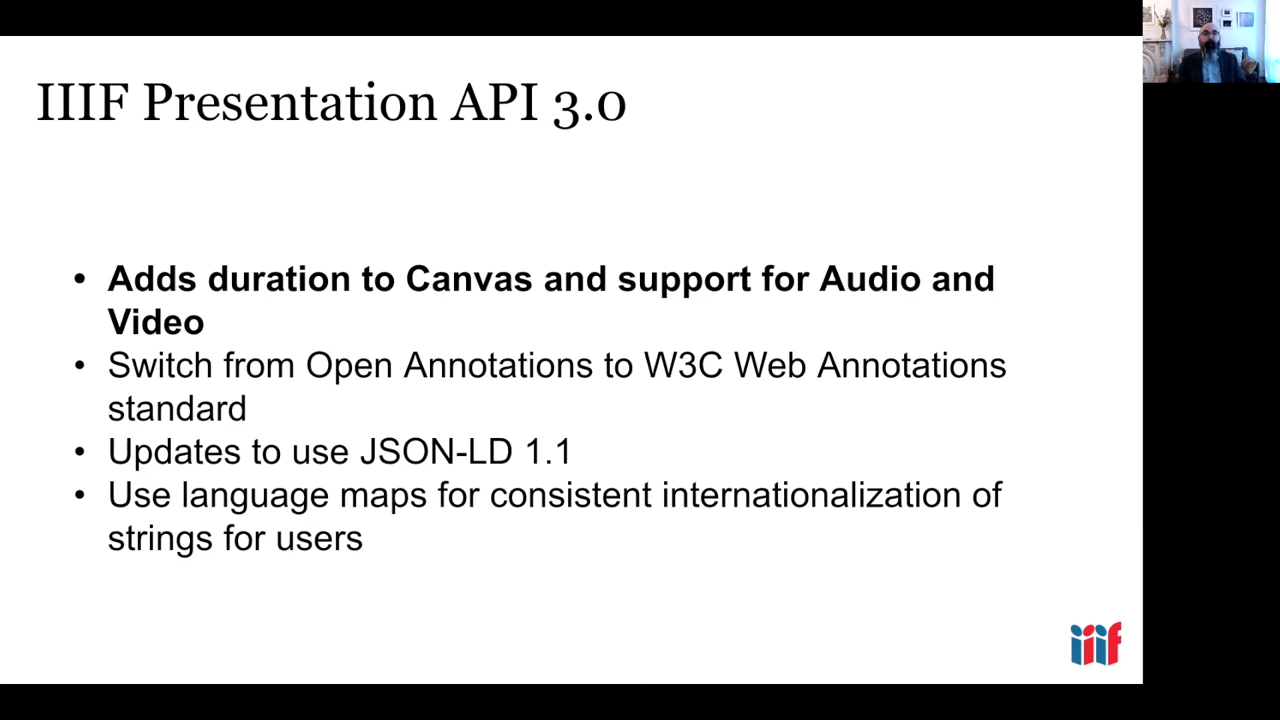 IIIF Presentation API 3.0
• Adds duration to Canvas and support for Audio and
Video
• Switch from Open Annotations to W3C Web Annotations
standard
• Updates to use JSON-LD 1.1
• Use language maps for consistent internationalization of
strings for users
iiif